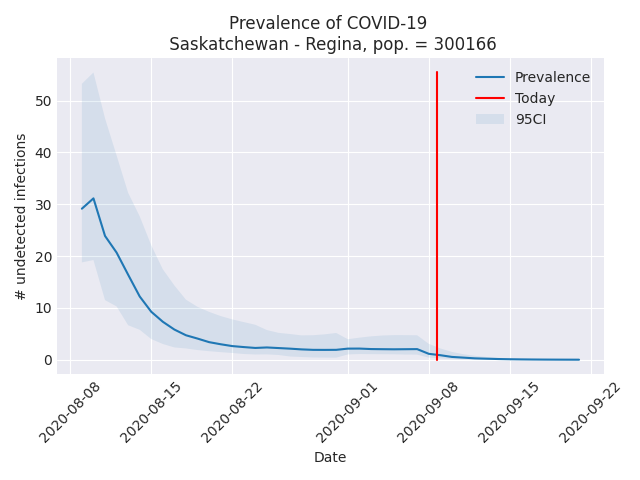 Prevalence of COVID-19
Saskatchewan - Regina, pop. = 300166
Prevalence
Today
95CI
# undetected infections
50
40
30
20
10
0
2020-08-08
2020-08-15
2020-08-22
2020-09-01
2020-09-08
2020-09-15
2020-09-22
Date